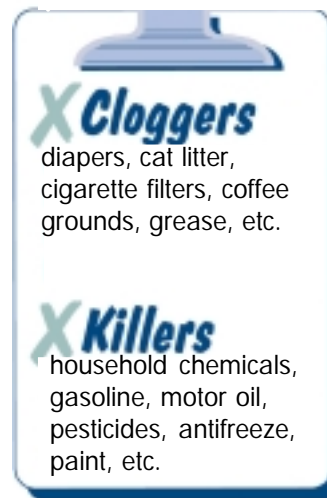 X Cloggers
diapers, cat litter,
cigarette filters, coffee
grounds, grease, etc.
X Killers
household chemicals,
gasoline, motor oil,
pesticides, antifreeze,
paint, etc.